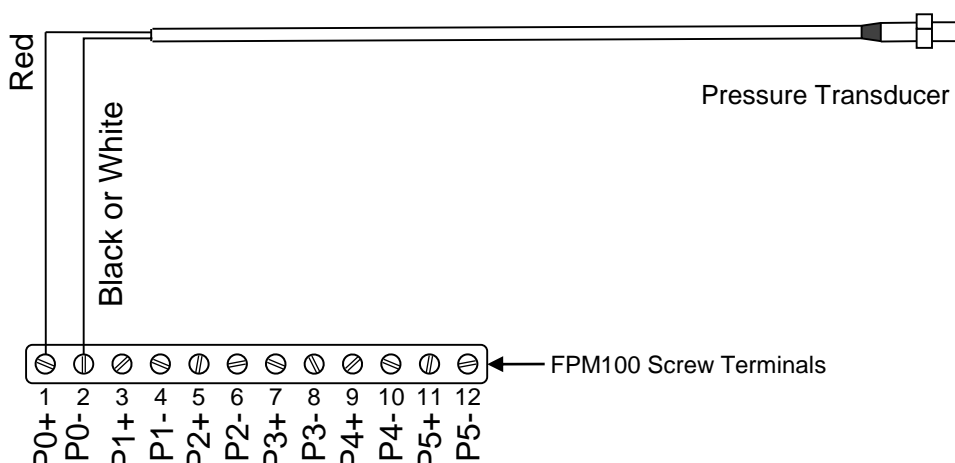 Red
Pressure Transducer
Black or White
FPM100 Screw Terminals
1 2 3 4 5 6 7 8 9 10 11 12
P0+ P0- P1+ P1- P2+ P2- P3+ P3- P4+ P4- P5+ P5-